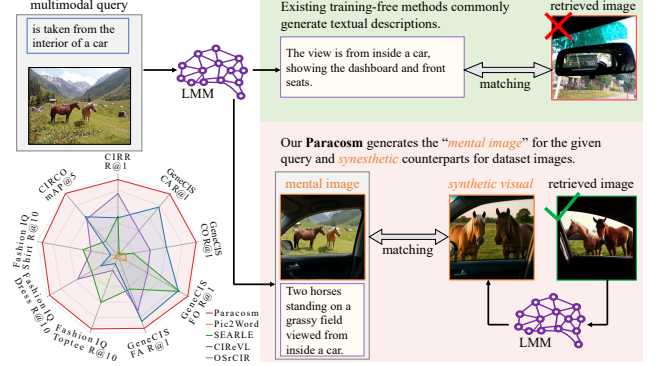 multimodal query
is taken from the
interior of a car
LMM
Existing training-free methods commonly
generate textual descriptions.
The view is from inside a car,
showing the dashboard and front
seats.
matching
retrieved image
Our Paracosm generates the “mental image” for the given
query and synesthetic counterparts for dataset images.
mental image
synthetic visual
retrieved image
matching
Two horses
standing on a
grassy field
viewed from
inside a car.
LMM
CIRR
R@1
GeneCIS
CA R@1
GeneCIS
CO R@1
GeneCIS
FO R@1
GeneCIS
FA R@1
Fashion IQ
Toptee R@10
Fashion IQ
Dress R@10
Fashion IQ
Shirt R@10
CIRCO
mAP@5
Paracosm
Pic2Word
SEARLE
CIReVL
OSrCIR